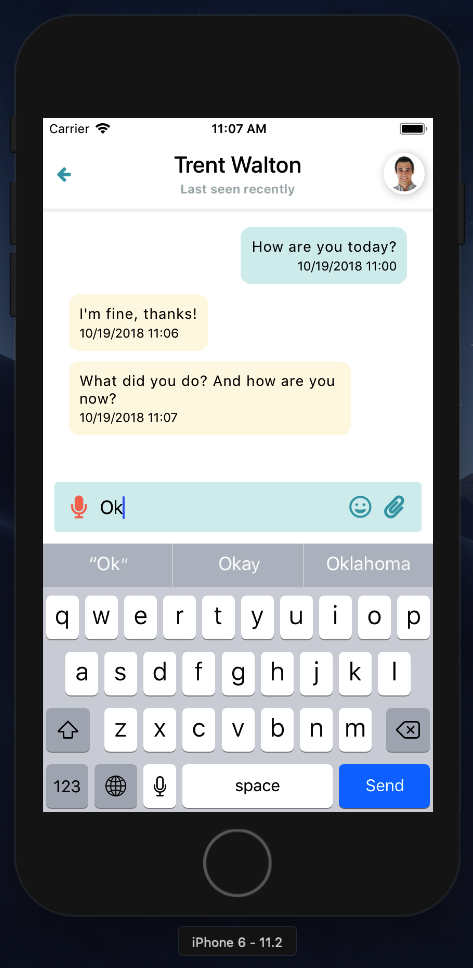 Carrier 11:07 AM
Trent Walton
Last seen recently
How are you today?
10/19/2018 11:00
I'm fine, thanks!
10/19/2018 11:06
What did you do? And how are you
now?
10/19/2018 11:07
Ok
“Ok” Okay Oklahoma
q w e r t y u i o p
a s d f g h j k l
z x c v b n m
123 space Send
iPhone 6 - 11.2